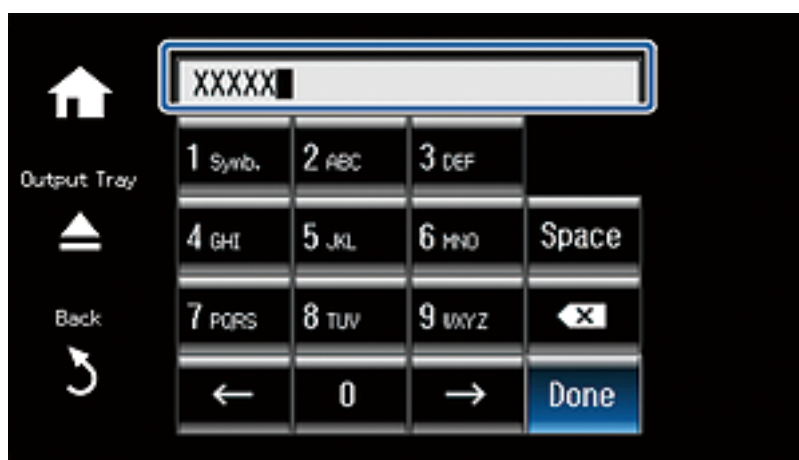 XXXXX
1 Symb. 2 ABC 3 DEF
Output Tray
4 GHI 5 JKL 6 MNO Space
Back 7 PQRS 8 TUV 9 WXYZ
← 0 → Done